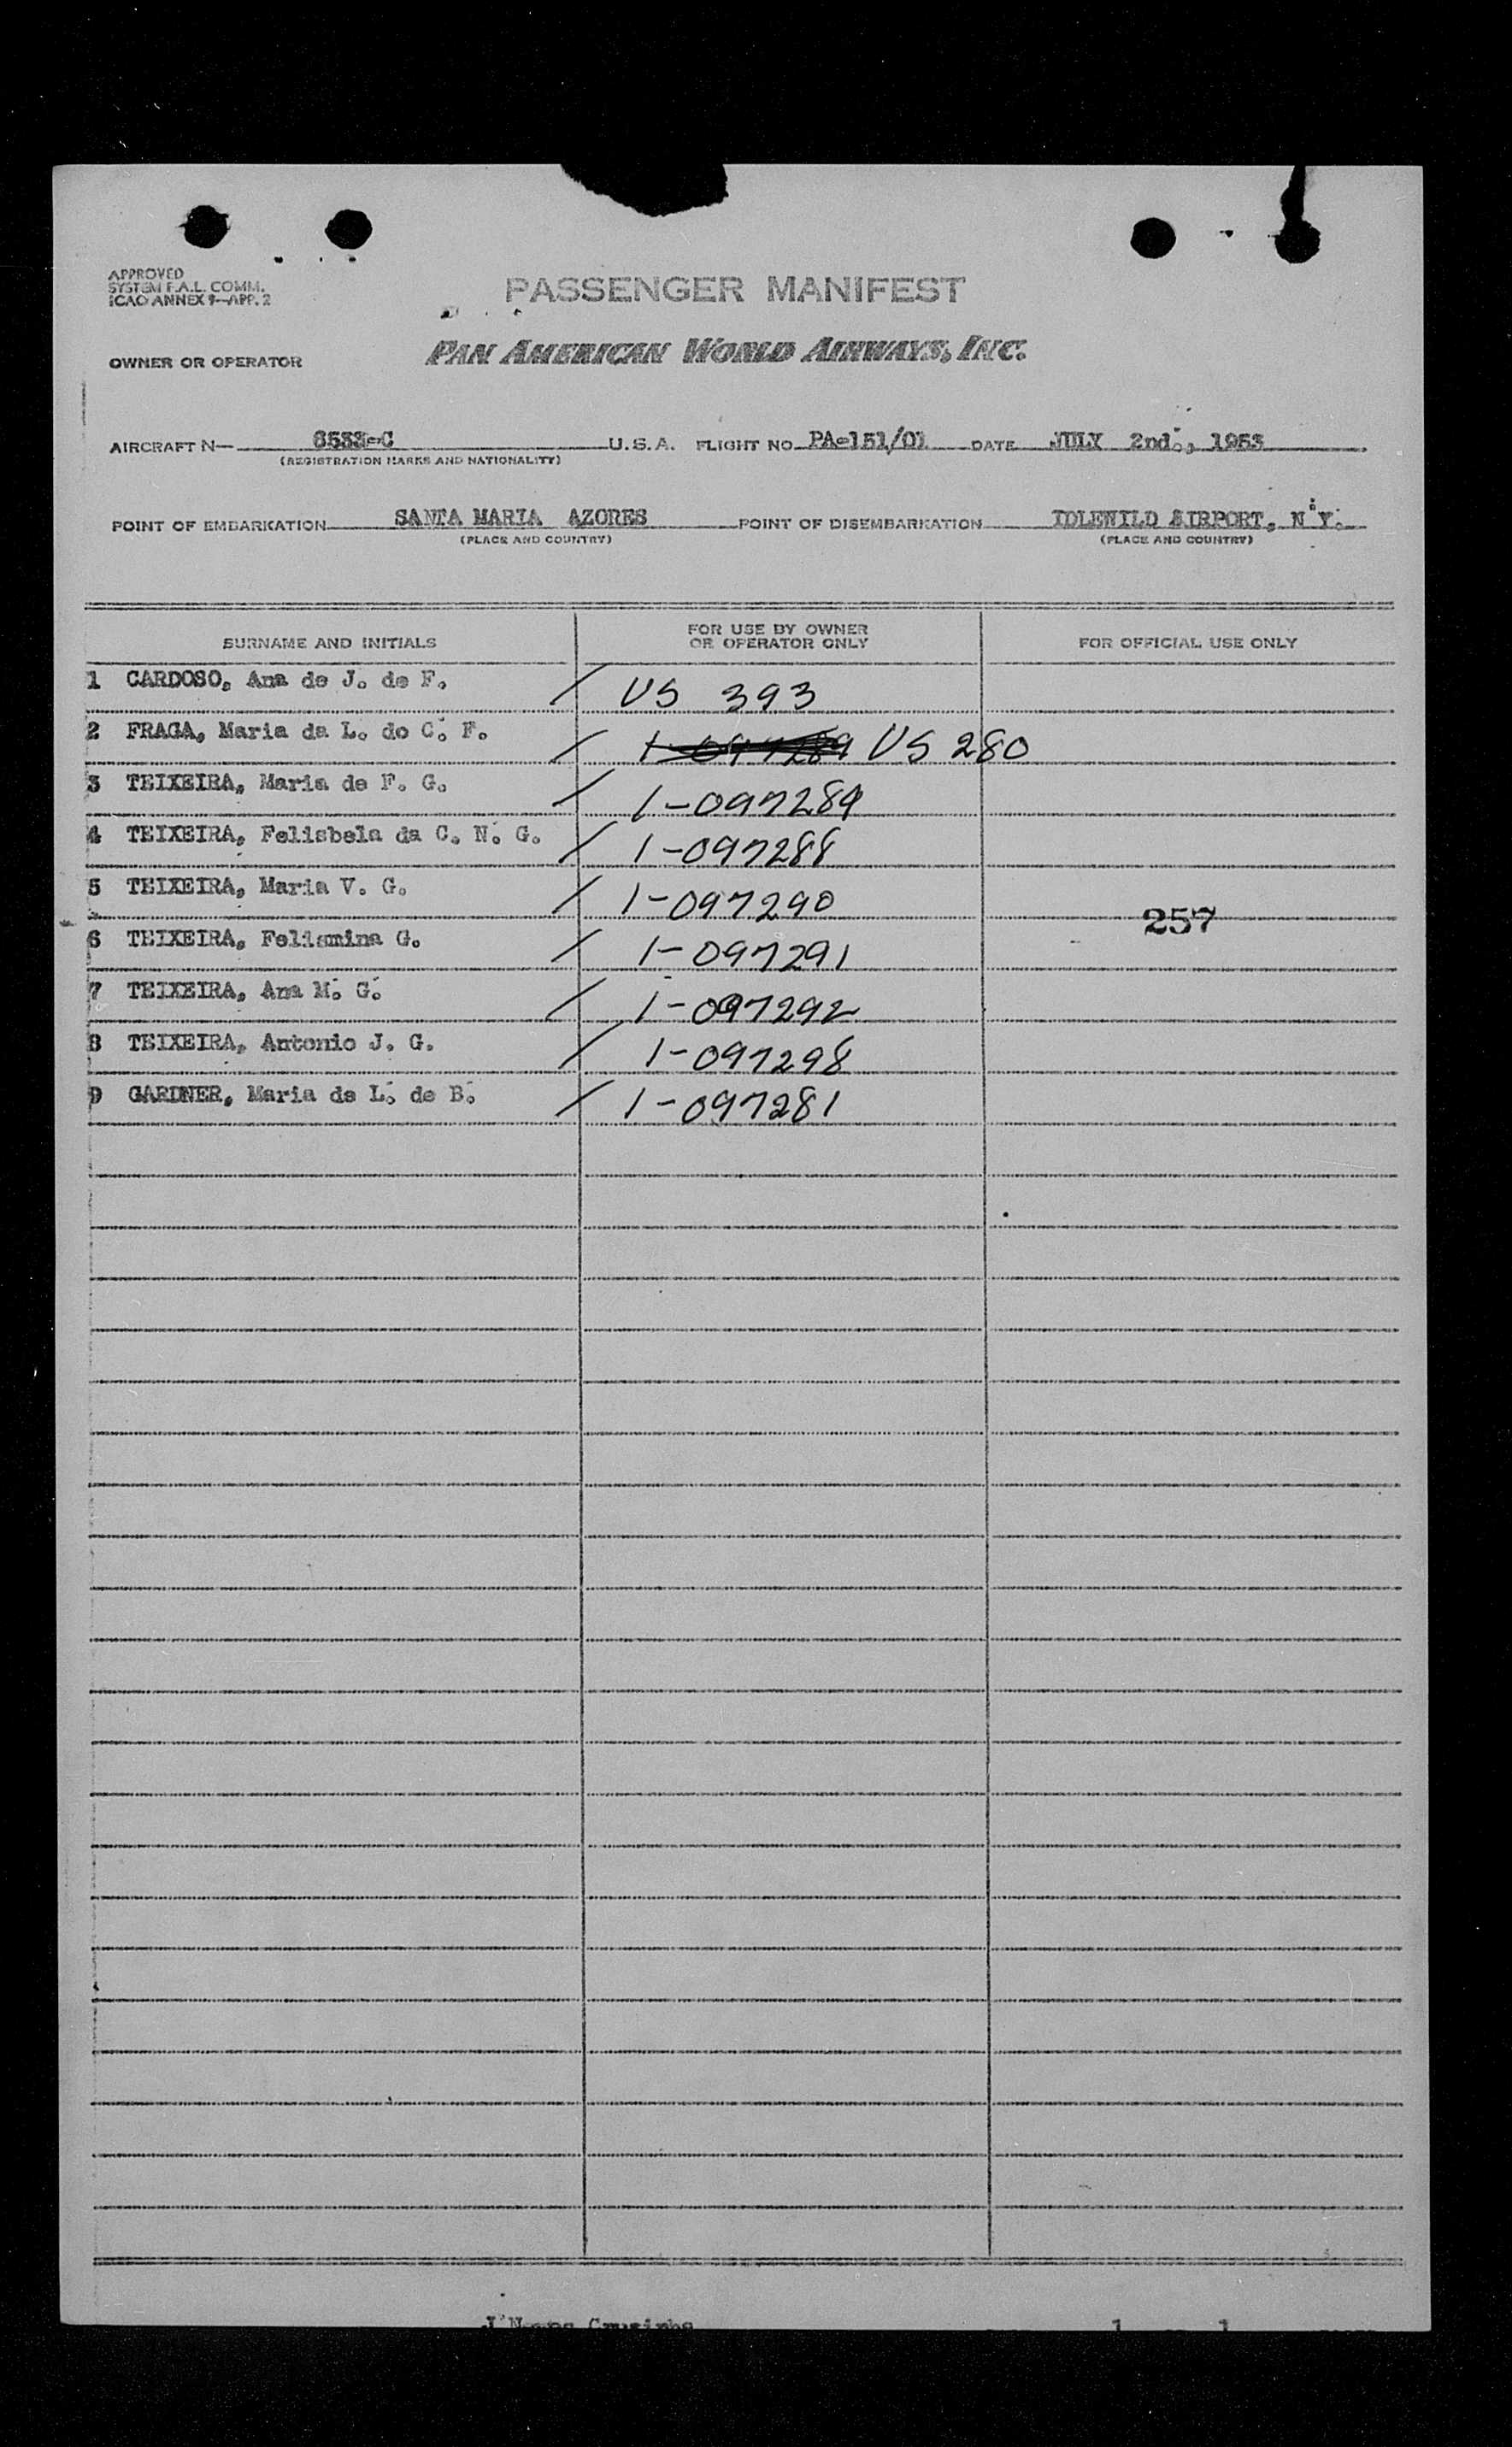 APPROVED
SYSTEM F.A.L. COMM.
ICAO ANNEX 9—APP. 2
PASSENGER MANIFEST
OWNER OR OPERATOR PAN AMERICAN WORLD AIRWAYS, INC.
AIRCRAFT N— 8533-C U.S.A. FLIGHT NO. PA-151/01 DATE JULY 2nd., 1953
(REGISTRATION MARKS AND NATIONALITY)
POINT OF EMBARKATION SANTA MARIA AZORES POINT OF DISEMBARKATION IDLEWILD AIRPORT, N.Y.
(PLACE AND COUNTRY) (PLACE AND COUNTRY)
SURNAME AND INITIALS FOR USE BY OWNER OR OPERATOR ONLY FOR OFFICIAL USE ONLY
1 CARDOSO, Ana de J. de F. / US 393
2 FRAGA, Maria da L. do C. F. / 1-097289 US 280
3 TEIXEIRA, Maria de F. G. / 1-097289
4 TEIXEIRA, Felisbela da C. N. G. / 1-097288
5 TEIXEIRA, Maria V. G. / 1-097290
257
6 TEIXEIRA, Felismina G. / 1-097291
7 TEIXEIRA, Ana M. G. / 1-097292
8 TEIXEIRA, Antonio J. G. / 1-097298
9 GARDNER, Maria de L. de B. / 1-097281
1 1